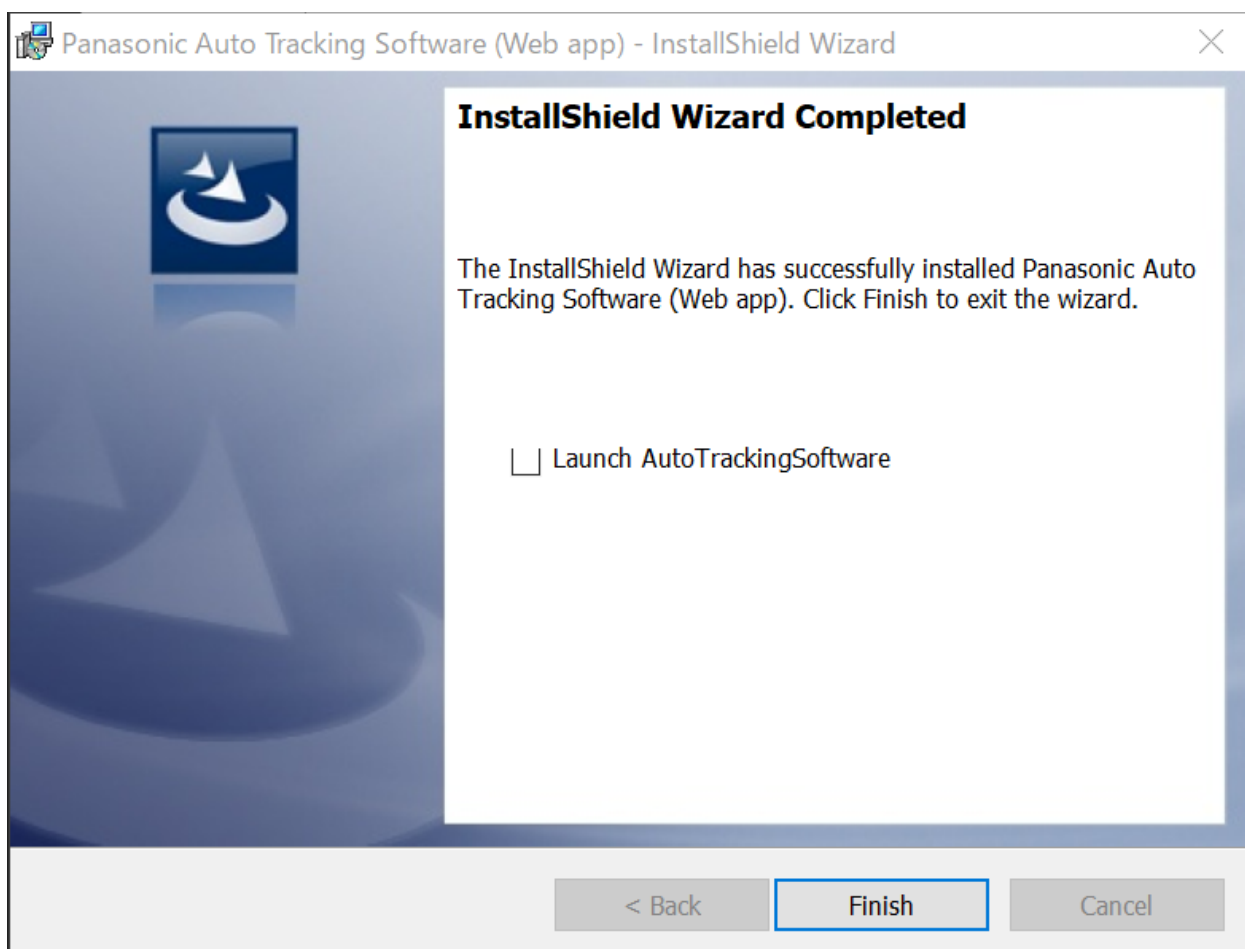 Panasonic Auto Tracking Software (Web app) - InstallShield Wizard
InstallShield Wizard Completed
The InstallShield Wizard has successfully installed Panasonic Auto
Tracking Software (Web app). Click Finish to exit the wizard.
Launch AutoTrackingSoftware
< Back
Finish
Cancel